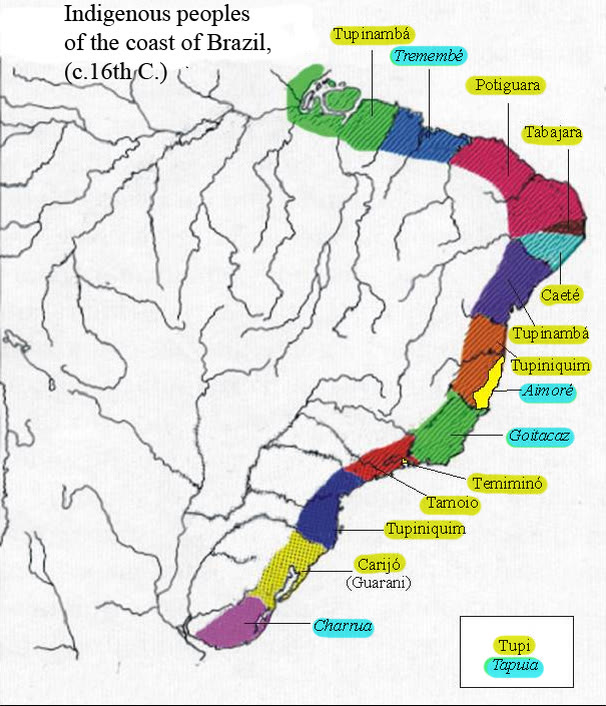 Indigenous peoples
of the coast of Brazil,
(c.16th C.)
Tupinambá
Tremembé
Potiguara
Tabajara
Caeté
Tupinambá
Tupiniquim
Aimoré
Goitacaz
Temiminó
Tamoio
Tupiniquim
Carijó
(Guarani)
Charrua
Tupi
Tapuia